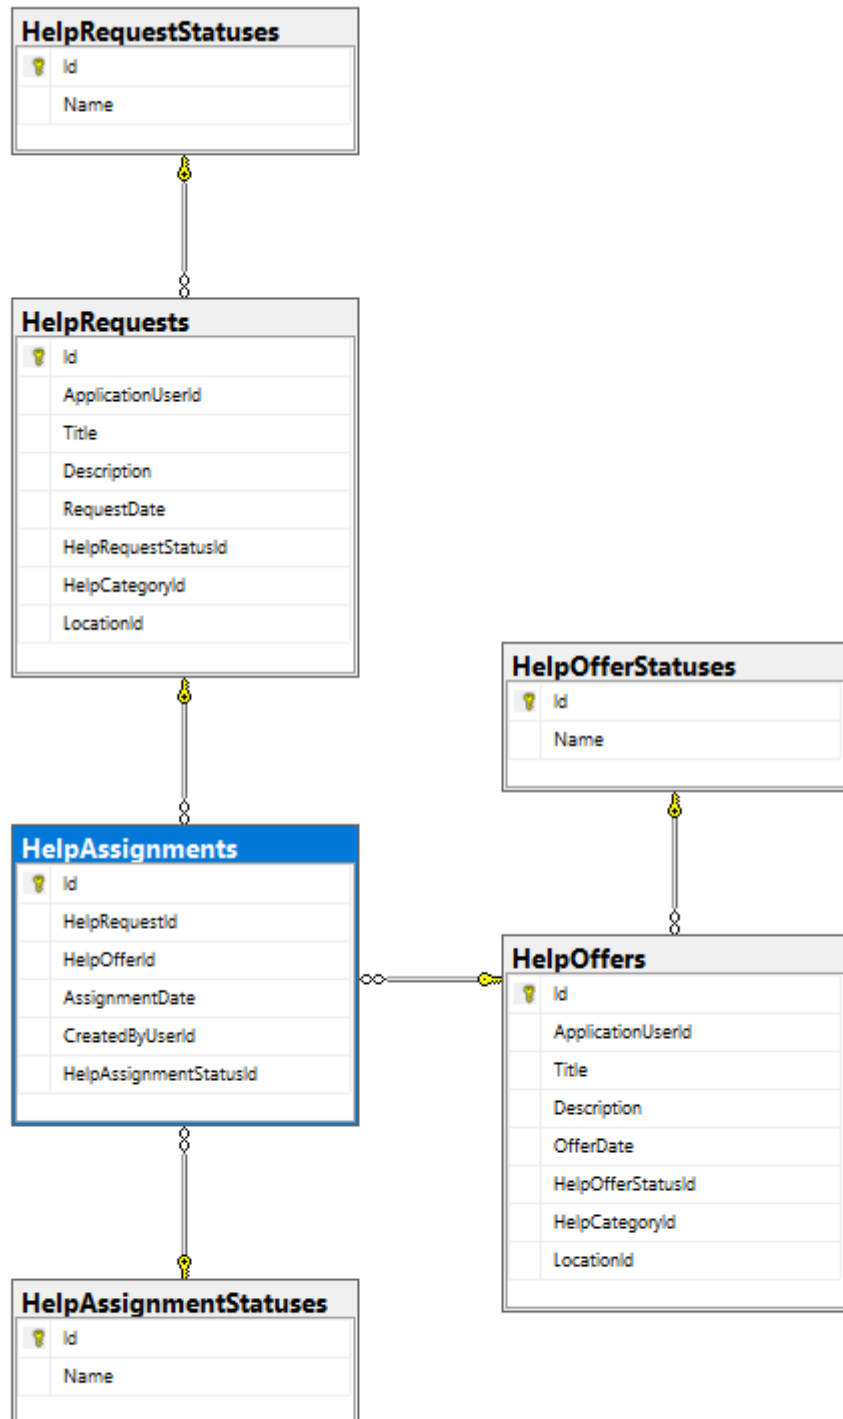 HelpRequestStatuses
Id
Name
HelpRequests
Id
ApplicationUserId
Title
Description
RequestDate
HelpRequestStatusId
HelpCategoryId
LocationId
HelpAssignments
Id
HelpRequestId
HelpOfferId
AssignmentDate
CreatedByUserId
HelpAssignmentStatusId
HelpAssignmentStatuses
Id
Name
HelpOfferStatuses
Id
Name
HelpOffers
Id
ApplicationUserId
Title
Description
OfferDate
HelpOfferStatusId
HelpCategoryId
LocationId